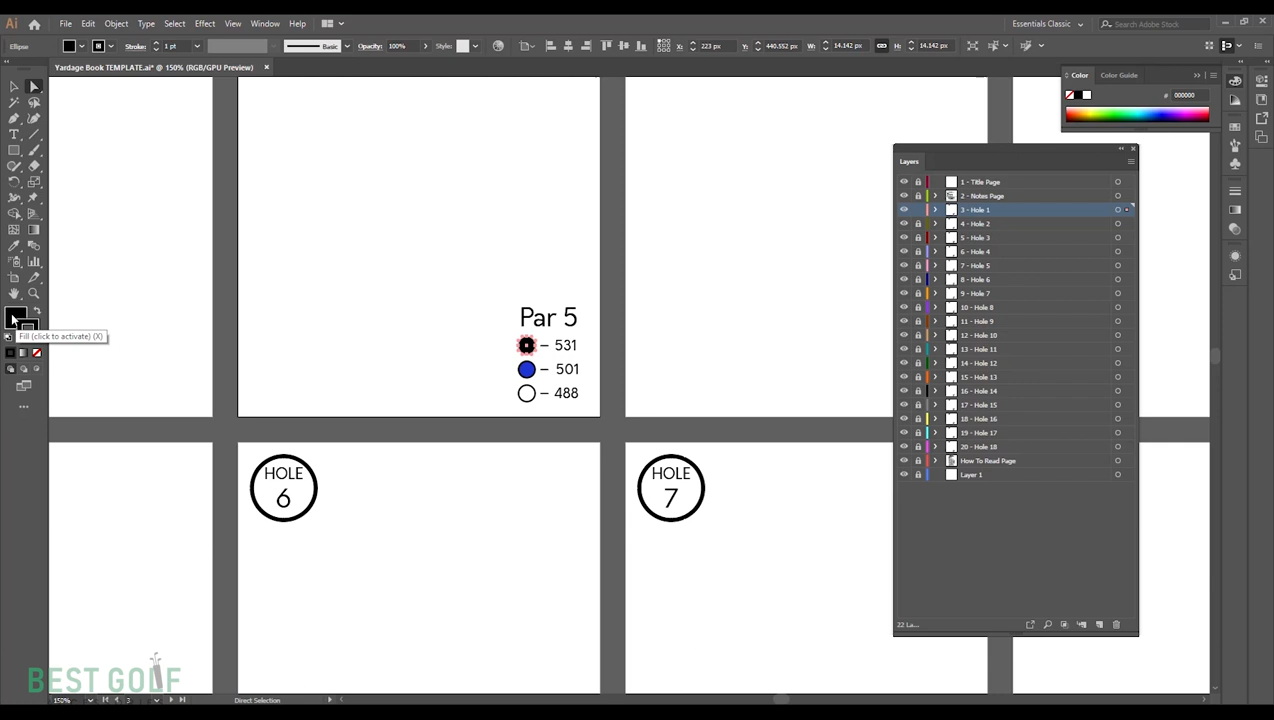 Ai File Edit Object Type Select Effect View Window Help Essentials Classic Search Adobe Stock
Ellipse Stroke: 1 pt Basic Opacity: 100% Style: X: 223 px Y: 440.552 px W: 14.142 px H: 14.142 px
Yardage Book TEMPLATE.ai* @ 150% (RGB/GPU Preview) ×
Color Color Guide
# 000000
Layers
1 - Title Page
2 - Notes Page
3 - Hole 1
4 - Hole 2
5 - Hole 3
6 - Hole 4
7 - Hole 5
8 - Hole 6
9 - Hole 7
10 - Hole 8
11 - Hole 9
12 - Hole 10
13 - Hole 11
14 - Hole 12
15 - Hole 13
16 - Hole 14
17 - Hole 15
18 - Hole 16
19 - Hole 17
20 - Hole 18
How To Read Page
Layer 1
22 La...
Fill (click to activate) (X)
Par 5
– 531
– 501
– 488
HOLE
6
HOLE
7
BEST GOLF
150% 3 Direct Selection